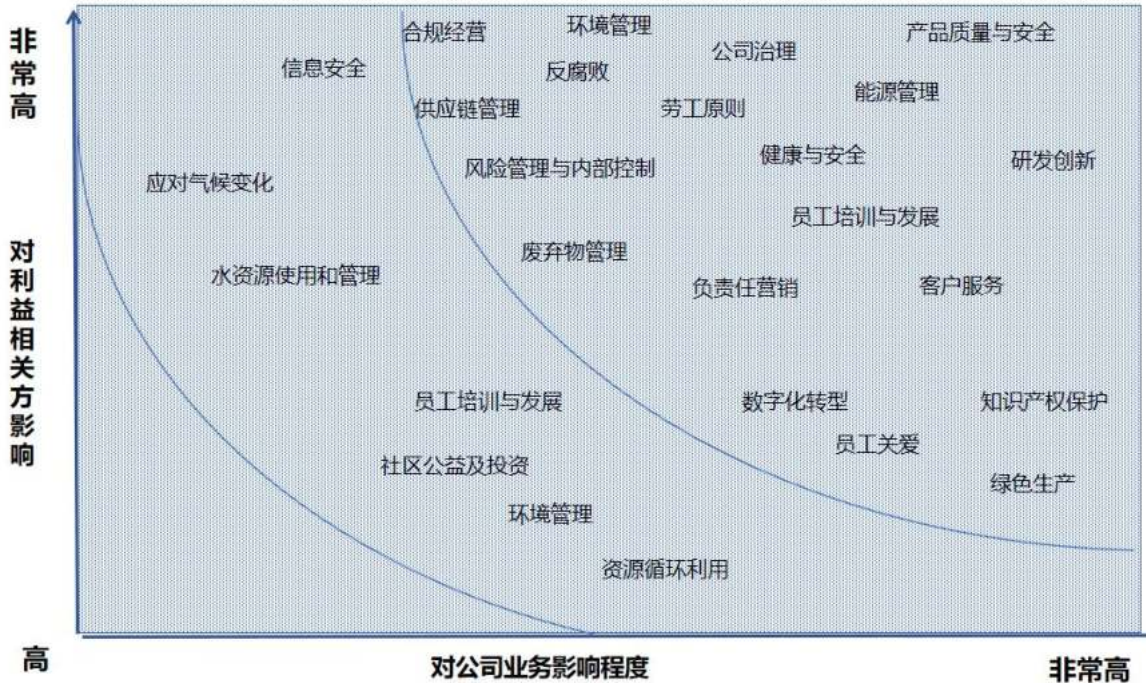 非常高
对利益相关方影响
合规经营
环境管理
公司治理
产品质量与安全
信息安全
反腐败
能源管理
供应链管理
劳工原则
健康与安全
研发创新
风险管理与内部控制
应对气候变化
员工培训与发展
废弃物管理
水资源使用和管理
负责任营销
客户服务
员工培训与发展
数字化转型
知识产权保护
员工关爱
社区公益及投资
绿色生产
环境管理
资源循环利用
高
对公司业务影响程度
非常高